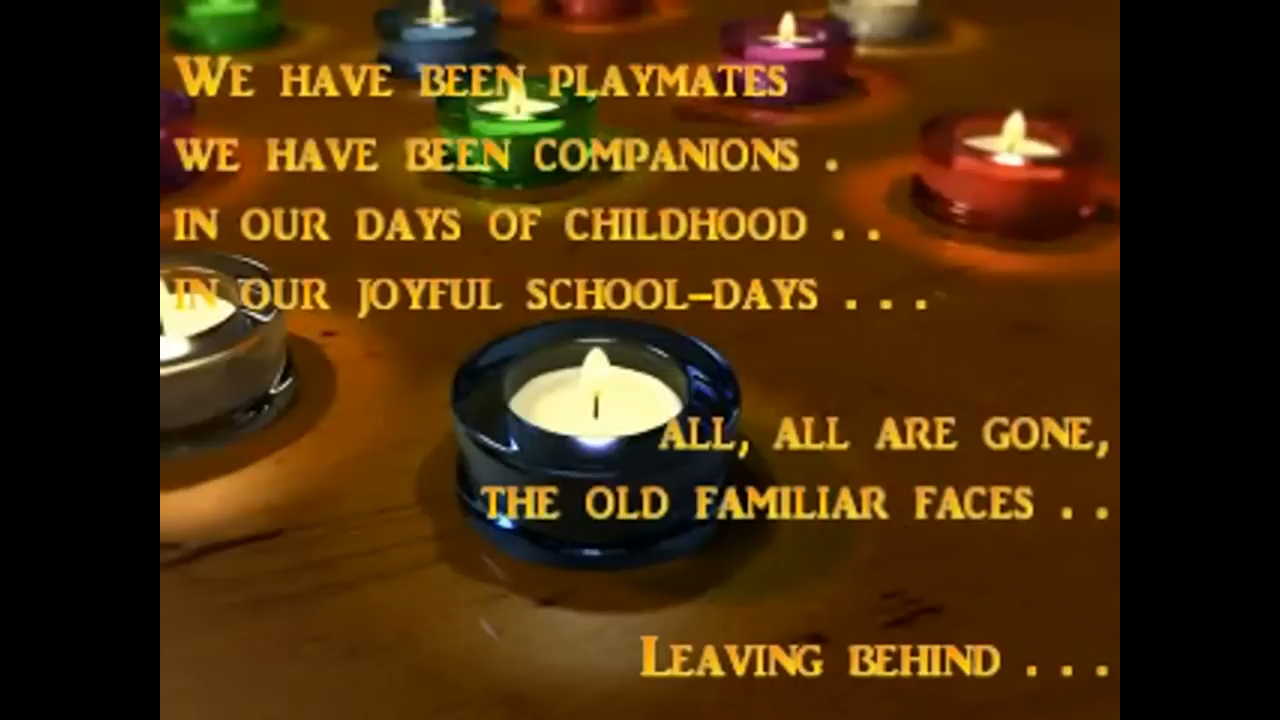 We have been playmates
we have been companions .
in our days of childhood . .
in our joyful school-days . . .
all, all are gone,
the old familiar faces . .
Leaving behind . . .